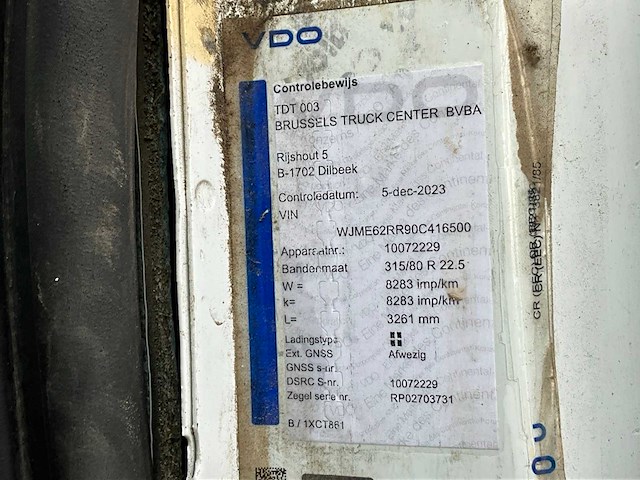 VDO
Controlebewijs
TDT 003
BRUSSELS TRUCK CENTER BVBA
Rijshout 5
B-1702 Dilbeek
Controledatum: 5-dec-2023
VIN
WJME62RR90C416500
Apparaatnr.: 10072229
Bandenmaat 315/80 R 22.5
W = 8283 imp/km
k= 8283 imp/km
L= 3261 mm
Ladingstype
Ext. GNSS Afwezig
GNSS s-nr.
DSRC S-nr. 10072229
Zegel serie nr. RP02703731
B / 1XCT861